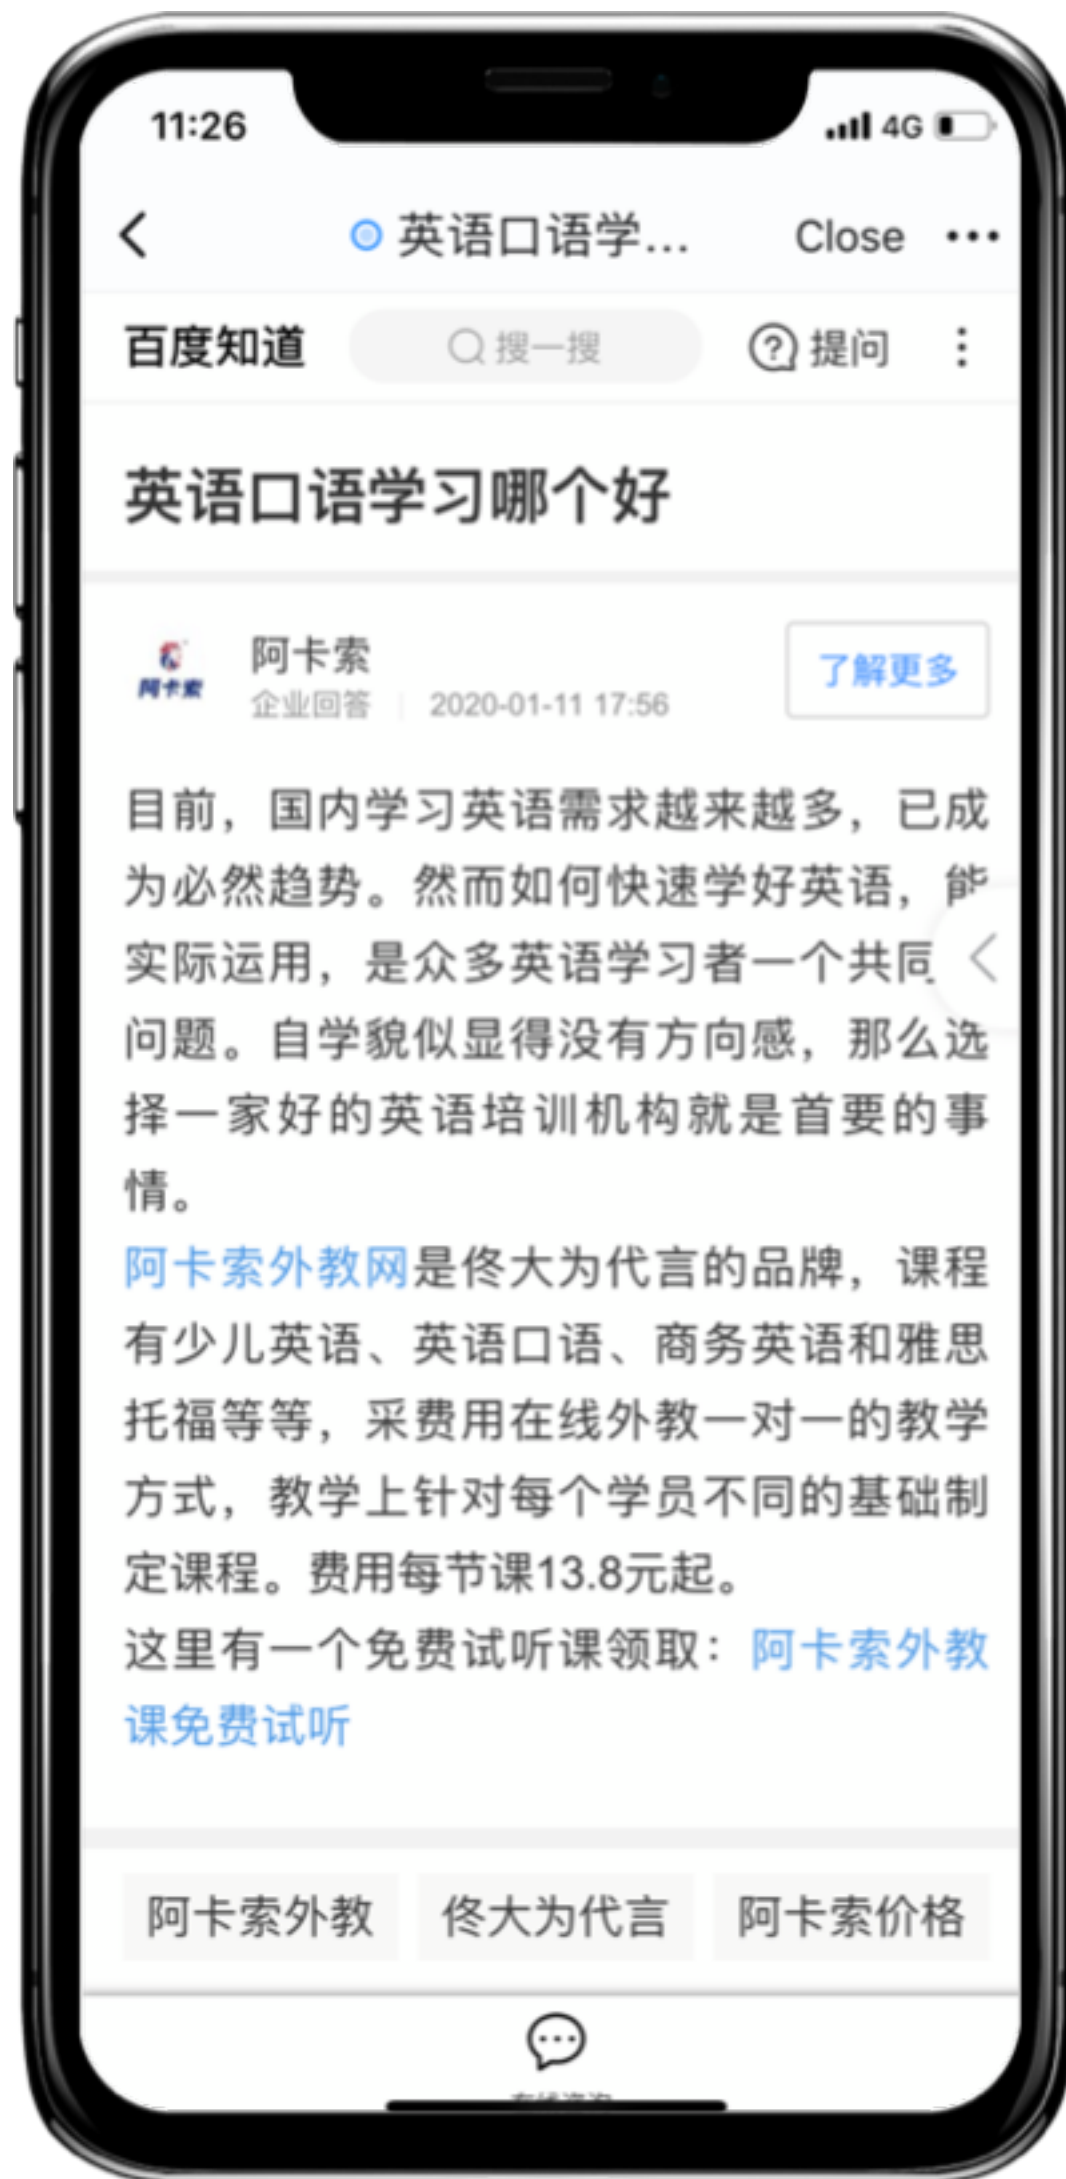 11:26
4G
英语口语学... Close
百度知道 搜一搜 提问
英语口语学习哪个好
阿卡索
阿卡索
企业回答 2020-01-11 17:56
了解更多
目前，国内学习英语需求越来越多，已成
为必然趋势。然而如何快速学好英语，能
实际运用，是众多英语学习者一个共同
问题。自学貌似显得没有方向感，那么选
择一家好的英语培训机构就是首要的事
情。
阿卡索外教网是佟大为代言的品牌，课程
有少儿英语、英语口语、商务英语和雅思
托福等等，采费用在线外教一对一的教学
方式，教学上针对每个学员不同的基础制
定课程。费用每节课13.8元起。
这里有一个免费试听课领取：阿卡索外教
课免费试听
阿卡索外教 佟大为代言 阿卡索价格